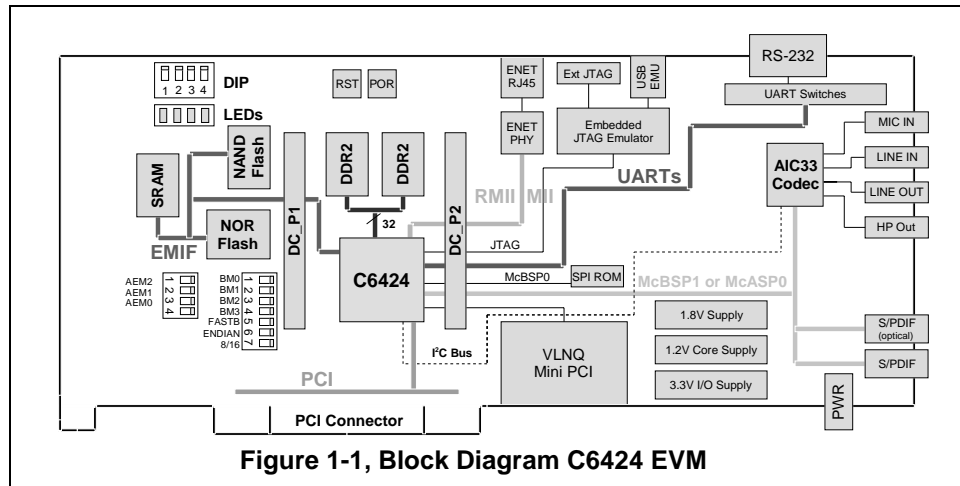 RS-232
DIP
1 2 3 4
LEDs
RST
POR
ENET
RJ45
Ext JTAG
USB
EMU
UART Switches
ENET
PHY
Embedded
JTAG Emulator
MIC IN
LINE IN
LINE OUT
HP Out
AIC33
Codec
NAND
Flash
SRAM
NOR
Flash
EMIF
DC_P1
DDR2
DDR2
32
DC_P2
RMII
MII
UARTs
JTAG
C6424
McBSP0
SPI ROM
McBSP1 or McASP0
AEM2
AEM1
AEM0
1
2
3
4
BM0
BM1
BM2
BM3
FASTB
ENDIAN
8/16
1
2
3
4
5
6
7
I²C Bus
VLNQ
Mini PCI
1.8V Supply
1.2V Core Supply
3.3V I/O Supply
S/PDIF
(optical)
S/PDIF
PWR
PCI
PCI Connector
Figure 1-1, Block Diagram C6424 EVM